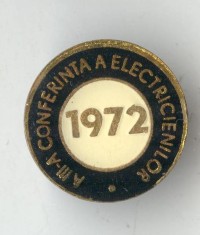 A III-A CONFERINTA A ELECTRICIENILOR
1972